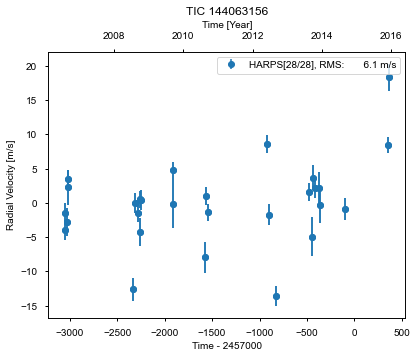 TIC 144063156
Time [Year]
2008 2010 2012 2014 2016
HARPS[28/28], RMS: 6.1 m/s
Radial Velocity [m/s]
20
15
10
5
0
−5
−10
−15
−3000 −2500 −2000 −1500 −1000 −500 0 500
Time - 2457000